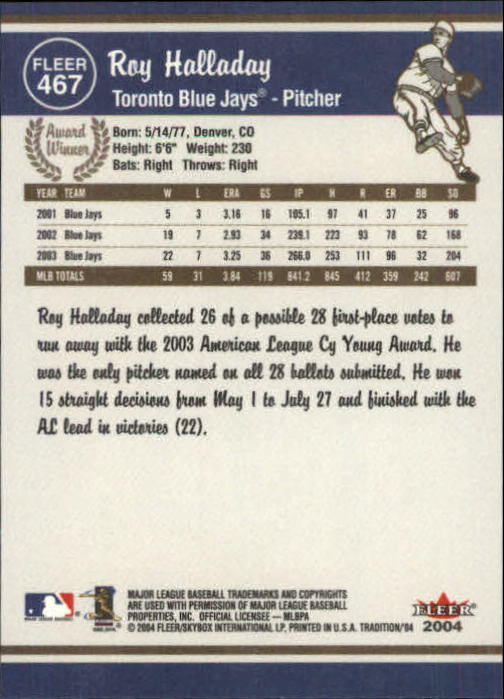 FLEER
467
Roy Halladay
Toronto Blue Jays® - Pitcher
Award
Winner
Born: 5/14/77, Denver, CO
Height: 6'6" Weight: 230
Bats: Right Throws: Right
YEAR TEAM W L ERA GS IP H R ER BB SO
2001 Blue Jays 5 3 3.16 16 105.1 97 41 37 25 96
2002 Blue Jays 19 7 2.93 34 239.1 223 93 78 62 168
2003 Blue Jays 22 7 3.25 36 266.0 253 111 96 32 204
MLB TOTALS 59 31 3.84 119 841.2 845 412 359 242 607
Roy Halladay collected 26 of a possible 28 first-place votes to
run away with the 2003 American League Cy Young Award. He
was the only pitcher named on all 28 ballots submitted. He won
15 straight decisions from May 1 to July 27 and finished with the
AL lead in victories (22).
MAJOR LEAGUE BASEBALL TRADEMARKS AND COPYRIGHTS
ARE USED WITH PERMISSION OF MAJOR LEAGUE BASEBALL
PROPERTIES, INC. OFFICIAL LICENSEE — MLBPA
© 2004 FLEER/SKYBOX INTERNATIONAL LP, PRINTED IN U.S.A. TRADITION/'04
FLEER
2004